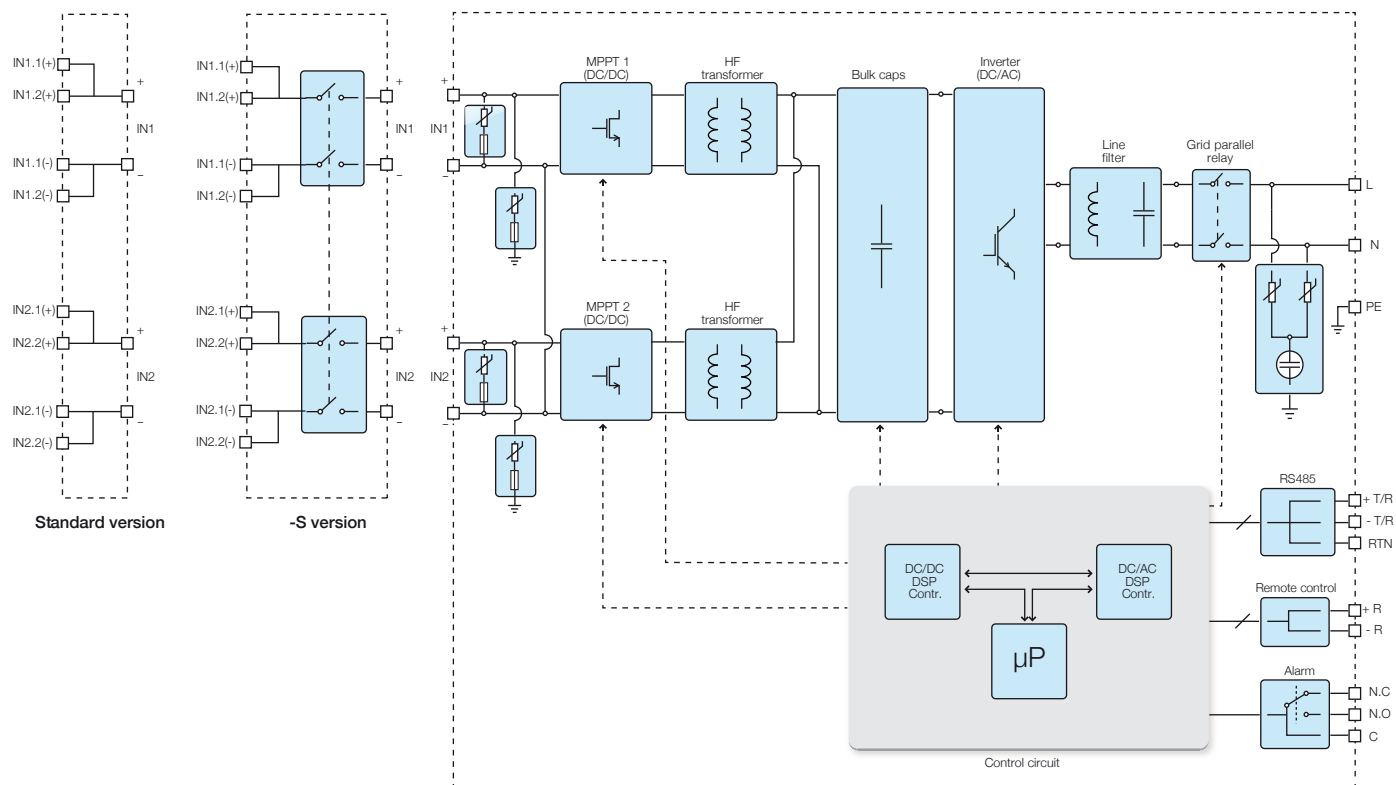 IN1.1(+)
IN1.2(+)
+
IN1
IN1.1(-)
IN1.2(-)
−
IN2.1(+)
IN2.2(+)
+
IN2
IN2.1(-)
IN2.2(-)
−
Standard version
IN1.1(+)
IN1.2(+)
+
IN1
IN1.1(-)
IN1.2(-)
−
IN2.1(+)
IN2.2(+)
+
IN2
IN2.1(-)
IN2.2(-)
−
-S version
+
IN1
−
+
IN2
−
MPPT 1
(DC/DC)
HF
transformer
MPPT 2
(DC/DC)
HF
transformer
Bulk caps
Inverter
(DC/AC)
Line
filter
Grid parallel
relay
L
N
PE
DC/DC
DSP
Contr.
DC/AC
DSP
Contr.
µP
Control circuit
RS485
+ T/R
- T/R
RTN
Remote control
+ R
- R
Alarm
N.C
N.O
C